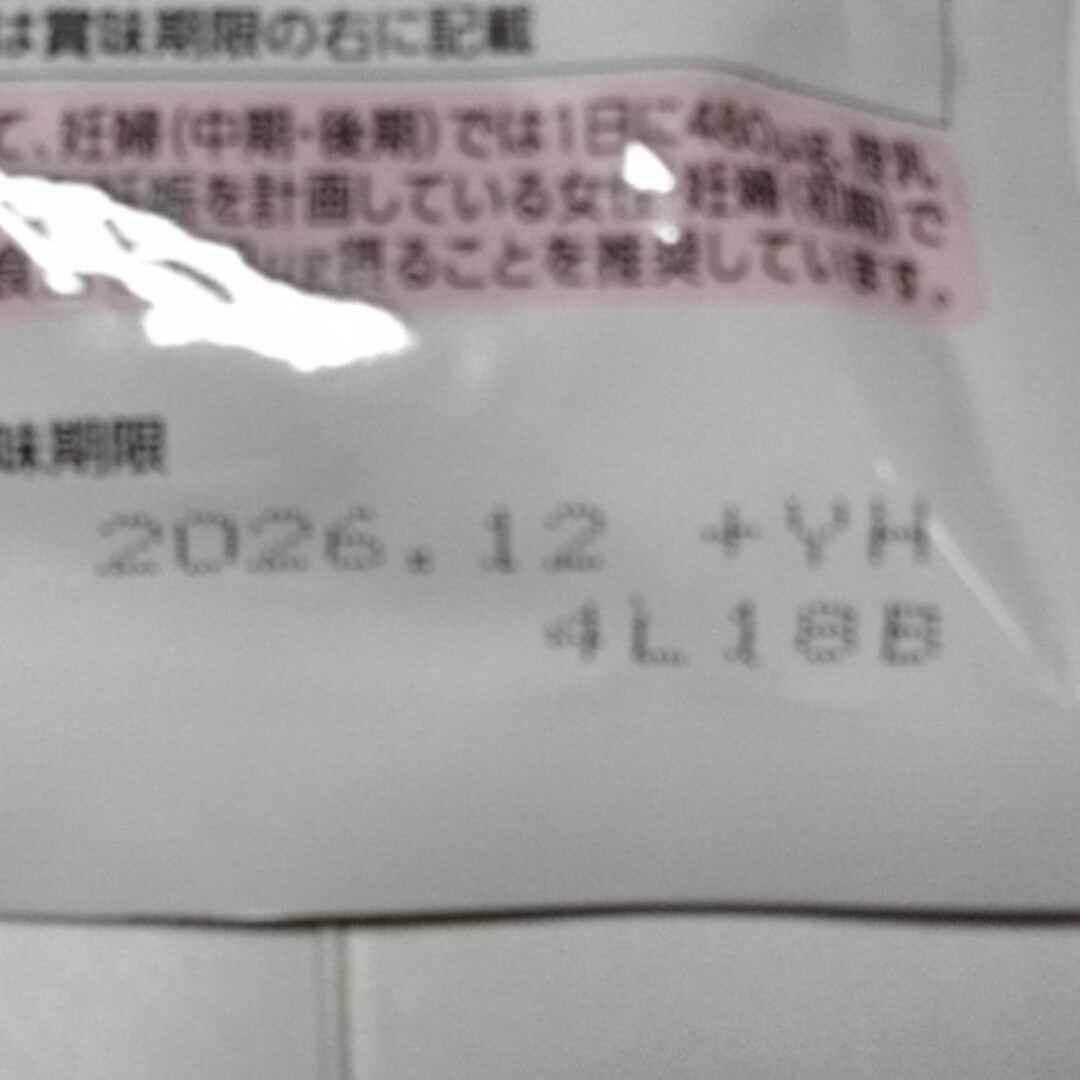 は賞味期限の右に記載
て、妊婦(中期・後期)では1日に480μg、授乳
妊娠を計画している女性、妊婦(初期)で
μg摂ることを推奨しています。
味期限
2026.12 +YH
4L18B